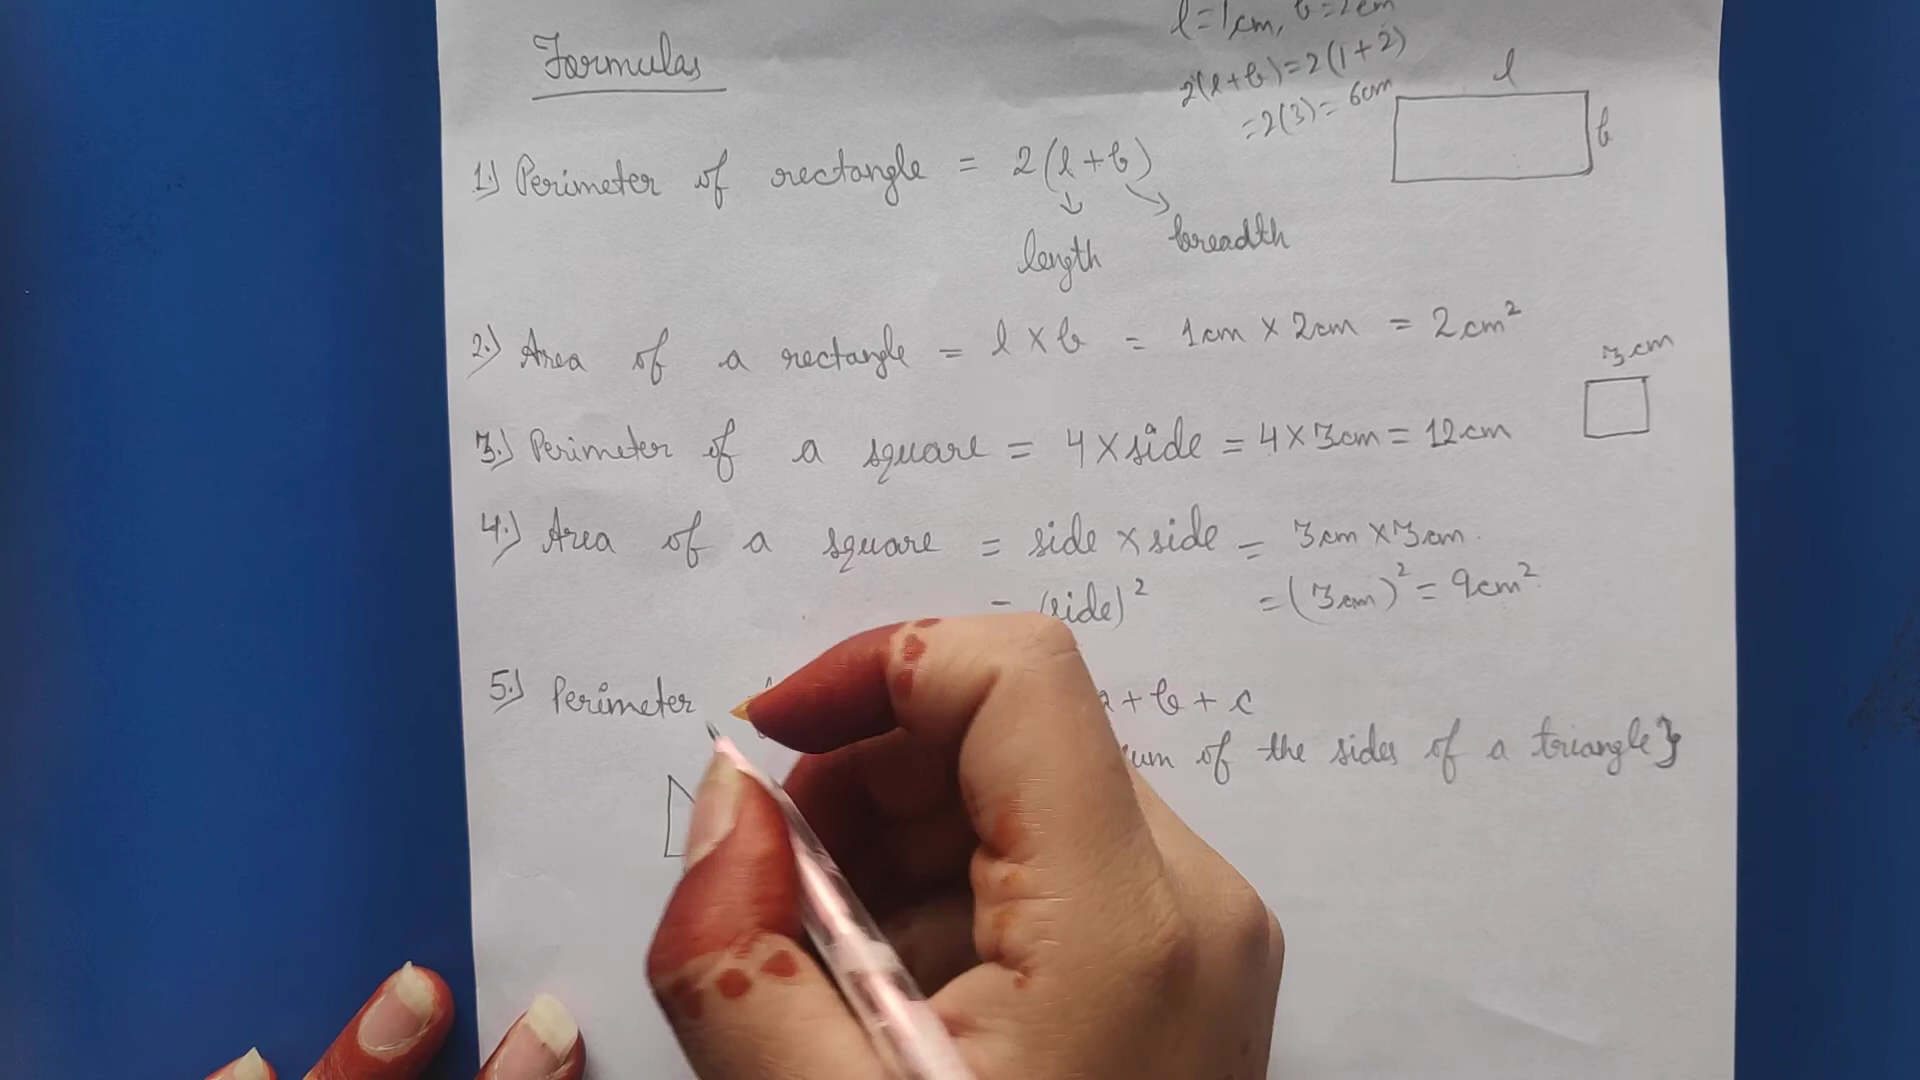 Formulas
l = 1cm, b = 2cm
2(l+b) = 2(1+2)
= 2(3) = 6cm
l
b
1.) Perimeter of rectangle = 2(l+b)
length
breadth
2.) Area of a rectangle = l × b = 1cm × 2cm = 2cm²
3cm
3.) Perimeter of a square = 4 × side = 4 × 3cm = 12cm
4.) Area of a square = side × side = 3cm × 3cm.
= (side)² = (3cm)² = 9cm²
5.) Perimeter + b + c
of the sides of a triangle}